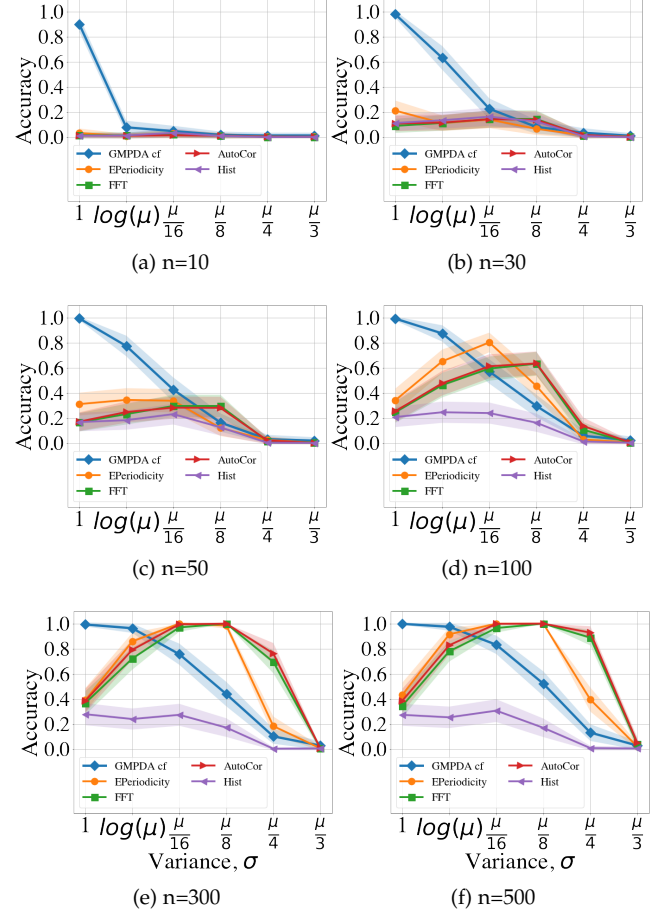 1.0 1.0
0.8 0.8
0.6 0.6
0.4 0.4
0.2 0.2
0.0 0.0
Accuracy Accuracy
GMPDA cf AutoCor GMPDA cf AutoCor
EPeriodicity Hist EPeriodicity Hist
FFT FFT
1 log(μ) μ/16 μ/8 μ/4 μ/3 1 log(μ) μ/16 μ/8 μ/4 μ/3
(a) n=10 (b) n=30
1.0 1.0
0.8 0.8
0.6 0.6
0.4 0.4
0.2 0.2
0.0 0.0
Accuracy Accuracy
GMPDA cf AutoCor GMPDA cf AutoCor
EPeriodicity Hist EPeriodicity Hist
FFT FFT
1 log(μ) μ/16 μ/8 μ/4 μ/3 1 log(μ) μ/16 μ/8 μ/4 μ/3
(c) n=50 (d) n=100
1.0 1.0
0.8 0.8
0.6 0.6
0.4 0.4
0.2 0.2
0.0 0.0
Accuracy Accuracy
GMPDA cf AutoCor GMPDA cf AutoCor
EPeriodicity Hist EPeriodicity Hist
FFT FFT
1 log(μ) μ/16 μ/8 μ/4 μ/3 1 log(μ) μ/16 μ/8 μ/4 μ/3
Variance, σ Variance, σ
(e) n=300 (f) n=500